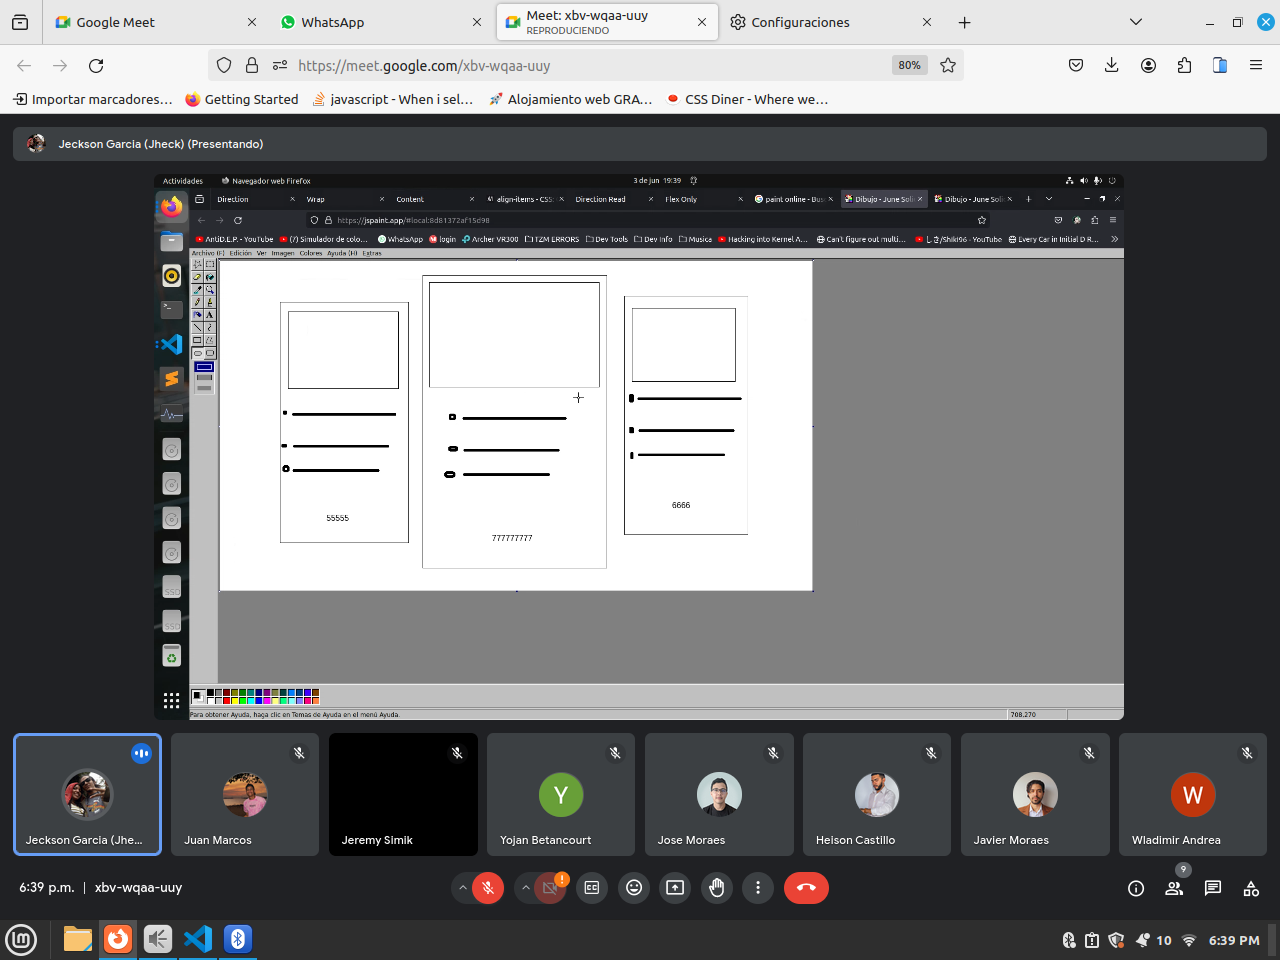 Google Meet
WhatsApp
Meet: xbv-wqaa-uuy
REPRODUCIENDO
Configuraciones
https://meet.google.com/xbv-wqaa-uuy
80%
Importar marcadores…
Getting Started
javascript - When i sel…
Alojamiento web GRA…
CSS Diner - Where we…
Jeckson Garcia (Jheck) (Presentando)
Actividades
Navegador web Firefox
3 de jun 19:39
Direction
Wrap
Content
align-items - CSS:
Direction Read
Flex Only
paint online - Bus
Dibujo - June Soli
Dibujo - June Soli
https://jspaint.app/#local:8d81372af15d98
AntiD.E.P. - YouTube
(7) Simulador de colo…
WhatsApp
login
Archer VR300
TZM ERRORS
Dev Tools
Dev Info
Musica
Hacking into Kernel A…
Can't figure out multi…
Shiki96 - YouTube
Every Car in Initial D R…
Archivo (F) Edición Ver Imagen Colores Ayuda (H) Extras
55555
777777777
6666
SSD
SSD
Para obtener Ayuda, haga clic en Temas de Ayuda en el menú Ayuda.
708,270
Jeckson Garcia (Jhe…
Juan Marcos
Jeremy Simik
Y
Yojan Betancourt
Jose Moraes
Heison Castillo
Javier Moraes
W
Wladimir Andrea
6:39 p.m. | xbv-wqaa-uuy
9
10
6:39 PM